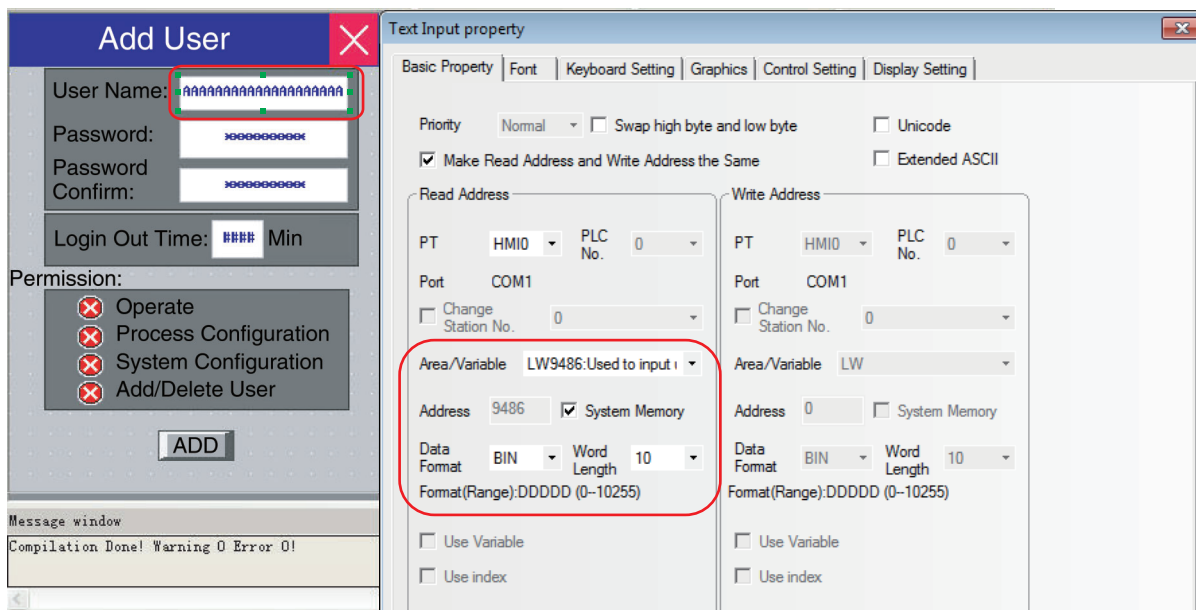 Add User
User Name: AAAAAAAAAAAAAAAAAAAA
Password: **********
Password
Confirm: **********
Login Out Time: #### Min
Permission:
Operate
Process Configuration
System Configuration
Add/Delete User
ADD
Message window
Compilation Done! Warning 0 Error 0!
Text Input property
Basic Property Font Keyboard Setting Graphics Control Setting Display Setting
Priority Normal Swap high byte and low byte Unicode
Make Read Address and Write Address the Same Extended ASCII
Read Address
PT HMI0 PLC No. 0
Port COM1
Change Station No. 0
Area/Variable LW9486:Used to input
Address 9486 System Memory
Data Format BIN Word Length 10
Format(Range):DDDDD (0--10255)
Use Variable
Use index
Write Address
PT HMI0 PLC No. 0
Port COM1
Change Station No. 0
Area/Variable LW
Address 0 System Memory
Data Format BIN Word Length 10
Format(Range):DDDDD (0--10255)
Use Variable
Use index